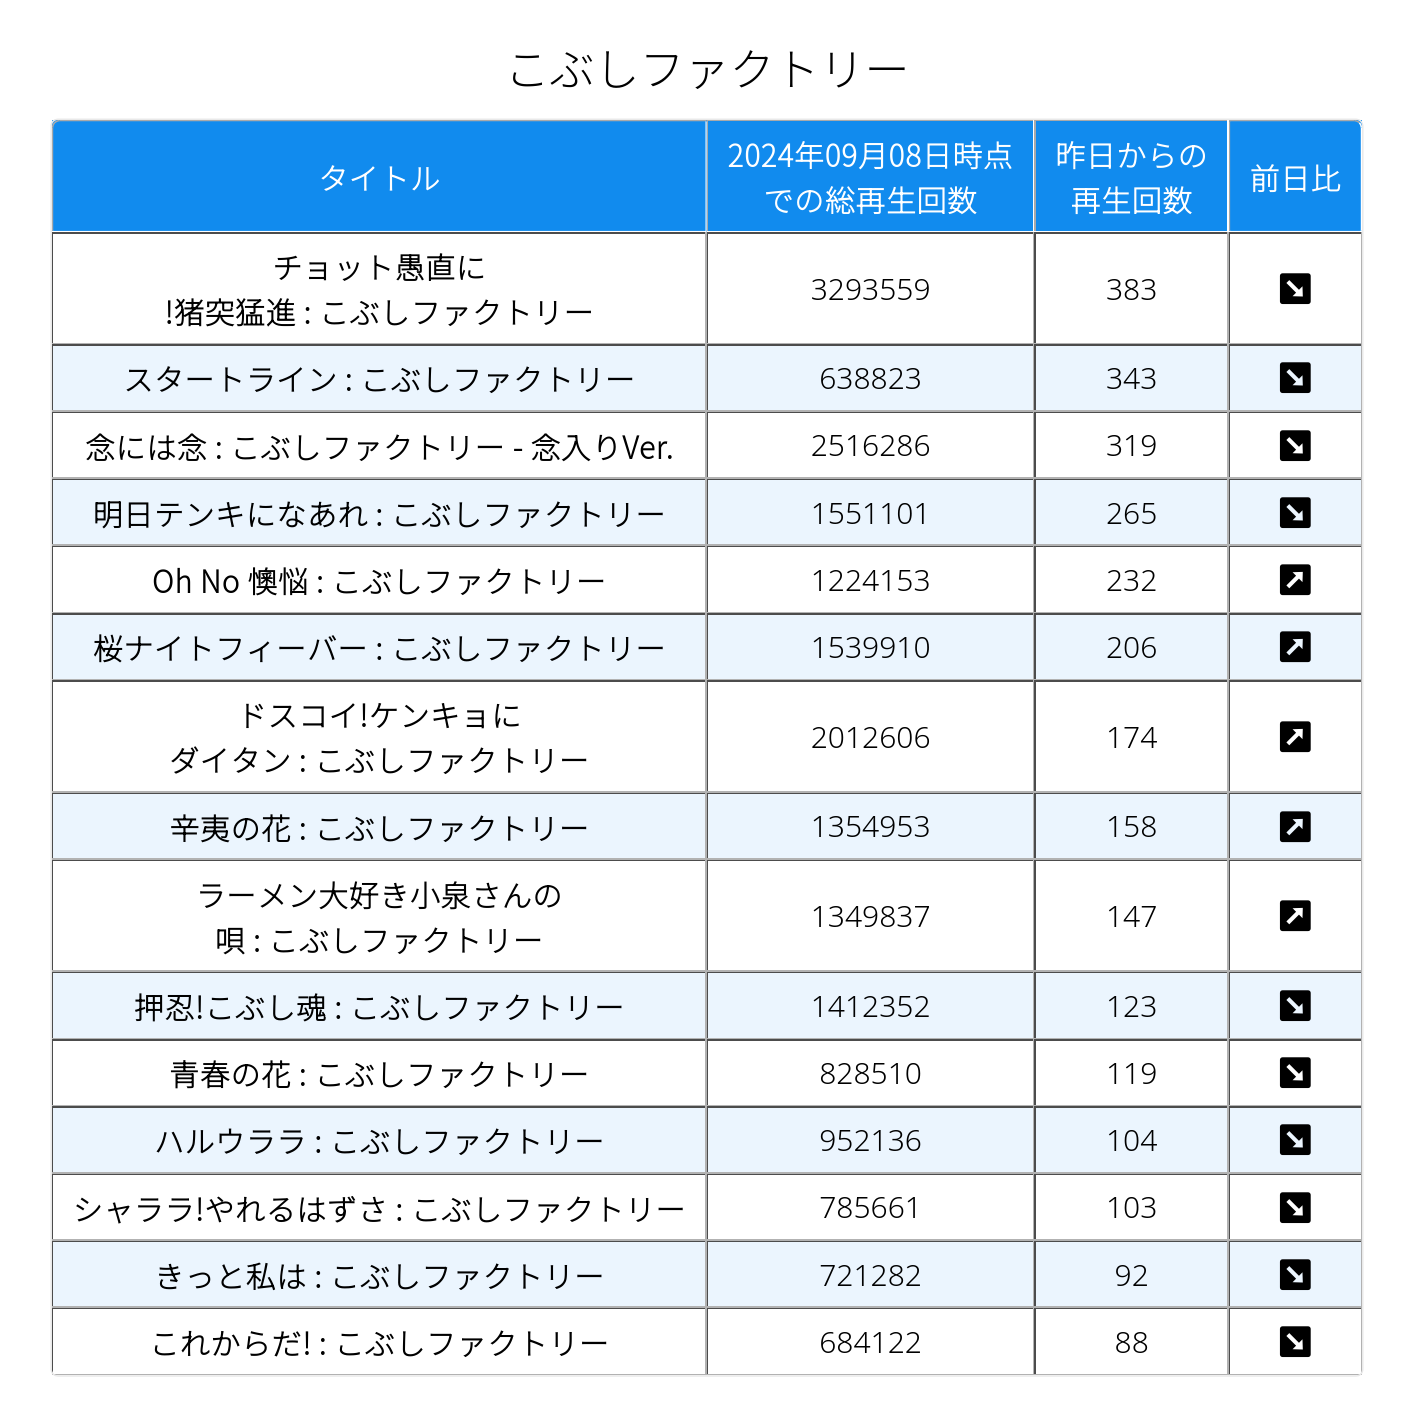 こぶしファクトリー
タイトル
2024年09月08日時点
での総再生回数
昨日からの
再生回数
前日比
チョット愚直に
!猪突猛進 : こぶしファクトリー
3293559
383
スタートライン : こぶしファクトリー
638823
343
念には念 : こぶしファクトリー - 念入りVer.
2516286
319
明日テンキになあれ : こぶしファクトリー
1551101
265
Oh No 懊悩 : こぶしファクトリー
1224153
232
桜ナイトフィーバー : こぶしファクトリー
1539910
206
ドスコイ!ケンキョに
ダイタン : こぶしファクトリー
2012606
174
辛夷の花 : こぶしファクトリー
1354953
158
ラーメン大好き小泉さんの
唄 : こぶしファクトリー
1349837
147
押忍!こぶし魂 : こぶしファクトリー
1412352
123
青春の花 : こぶしファクトリー
828510
119
ハルウララ : こぶしファクトリー
952136
104
シャララ!やれるはずさ : こぶしファクトリー
785661
103
きっと私は : こぶしファクトリー
721282
92
これからだ! : こぶしファクトリー
684122
88